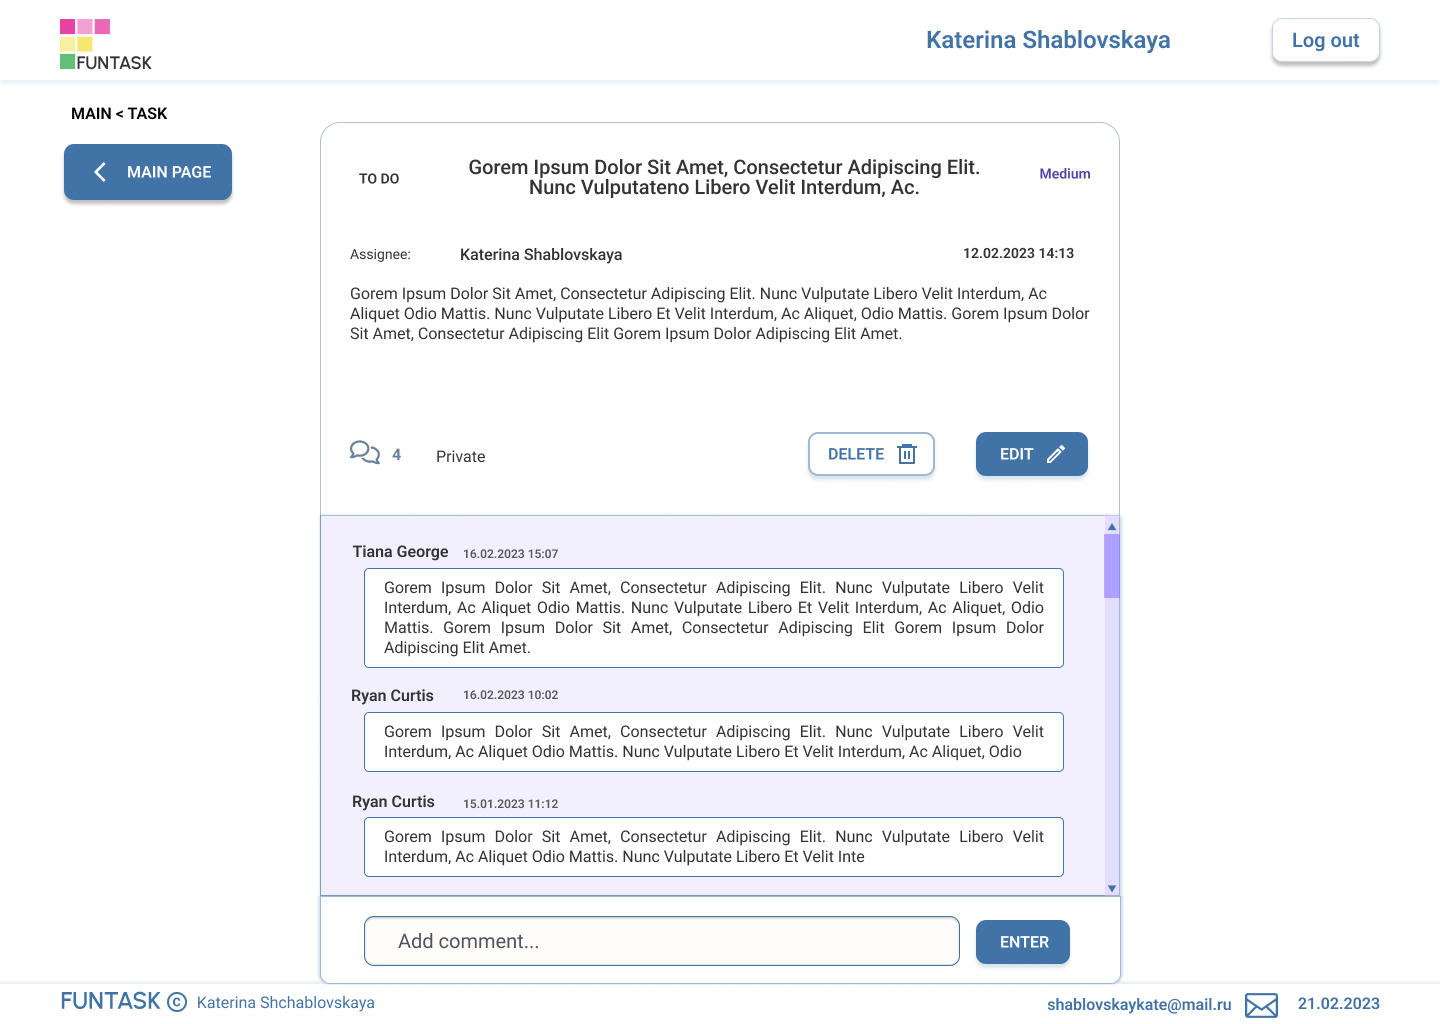 FUNTASK
Katerina Shablovskaya
Log out
MAIN < TASK
MAIN PAGE
TO DO
Gorem Ipsum Dolor Sit Amet, Consectetur Adipiscing Elit.
Nunc Vulputateno Libero Velit Interdum, Ac.
Medium
Assignee:
Katerina Shablovskaya
12.02.2023 14:13
Gorem Ipsum Dolor Sit Amet, Consectetur Adipiscing Elit. Nunc Vulputate Libero Velit Interdum, Ac
Aliquet Odio Mattis. Nunc Vulputate Libero Et Velit Interdum, Ac Aliquet, Odio Mattis. Gorem Ipsum Dolor
Sit Amet, Consectetur Adipiscing Elit Gorem Ipsum Dolor Adipiscing Elit Amet.
4
Private
DELETE
EDIT
Tiana George 16.02.2023 15:07
Gorem Ipsum Dolor Sit Amet, Consectetur Adipiscing Elit. Nunc Vulputate Libero Velit
Interdum, Ac Aliquet Odio Mattis. Nunc Vulputate Libero Et Velit Interdum, Ac Aliquet, Odio
Mattis. Gorem Ipsum Dolor Sit Amet, Consectetur Adipiscing Elit Gorem Ipsum Dolor
Adipiscing Elit Amet.
Ryan Curtis 16.02.2023 10:02
Gorem Ipsum Dolor Sit Amet, Consectetur Adipiscing Elit. Nunc Vulputate Libero Velit
Interdum, Ac Aliquet Odio Mattis. Nunc Vulputate Libero Et Velit Interdum, Ac Aliquet, Odio
Ryan Curtis 15.01.2023 11:12
Gorem Ipsum Dolor Sit Amet, Consectetur Adipiscing Elit. Nunc Vulputate Libero Velit
Interdum, Ac Aliquet Odio Mattis. Nunc Vulputate Libero Et Velit Inte
Add comment...
ENTER
FUNTASK © Katerina Shchablovskaya
shablovskaykate@mail.ru
21.02.2023